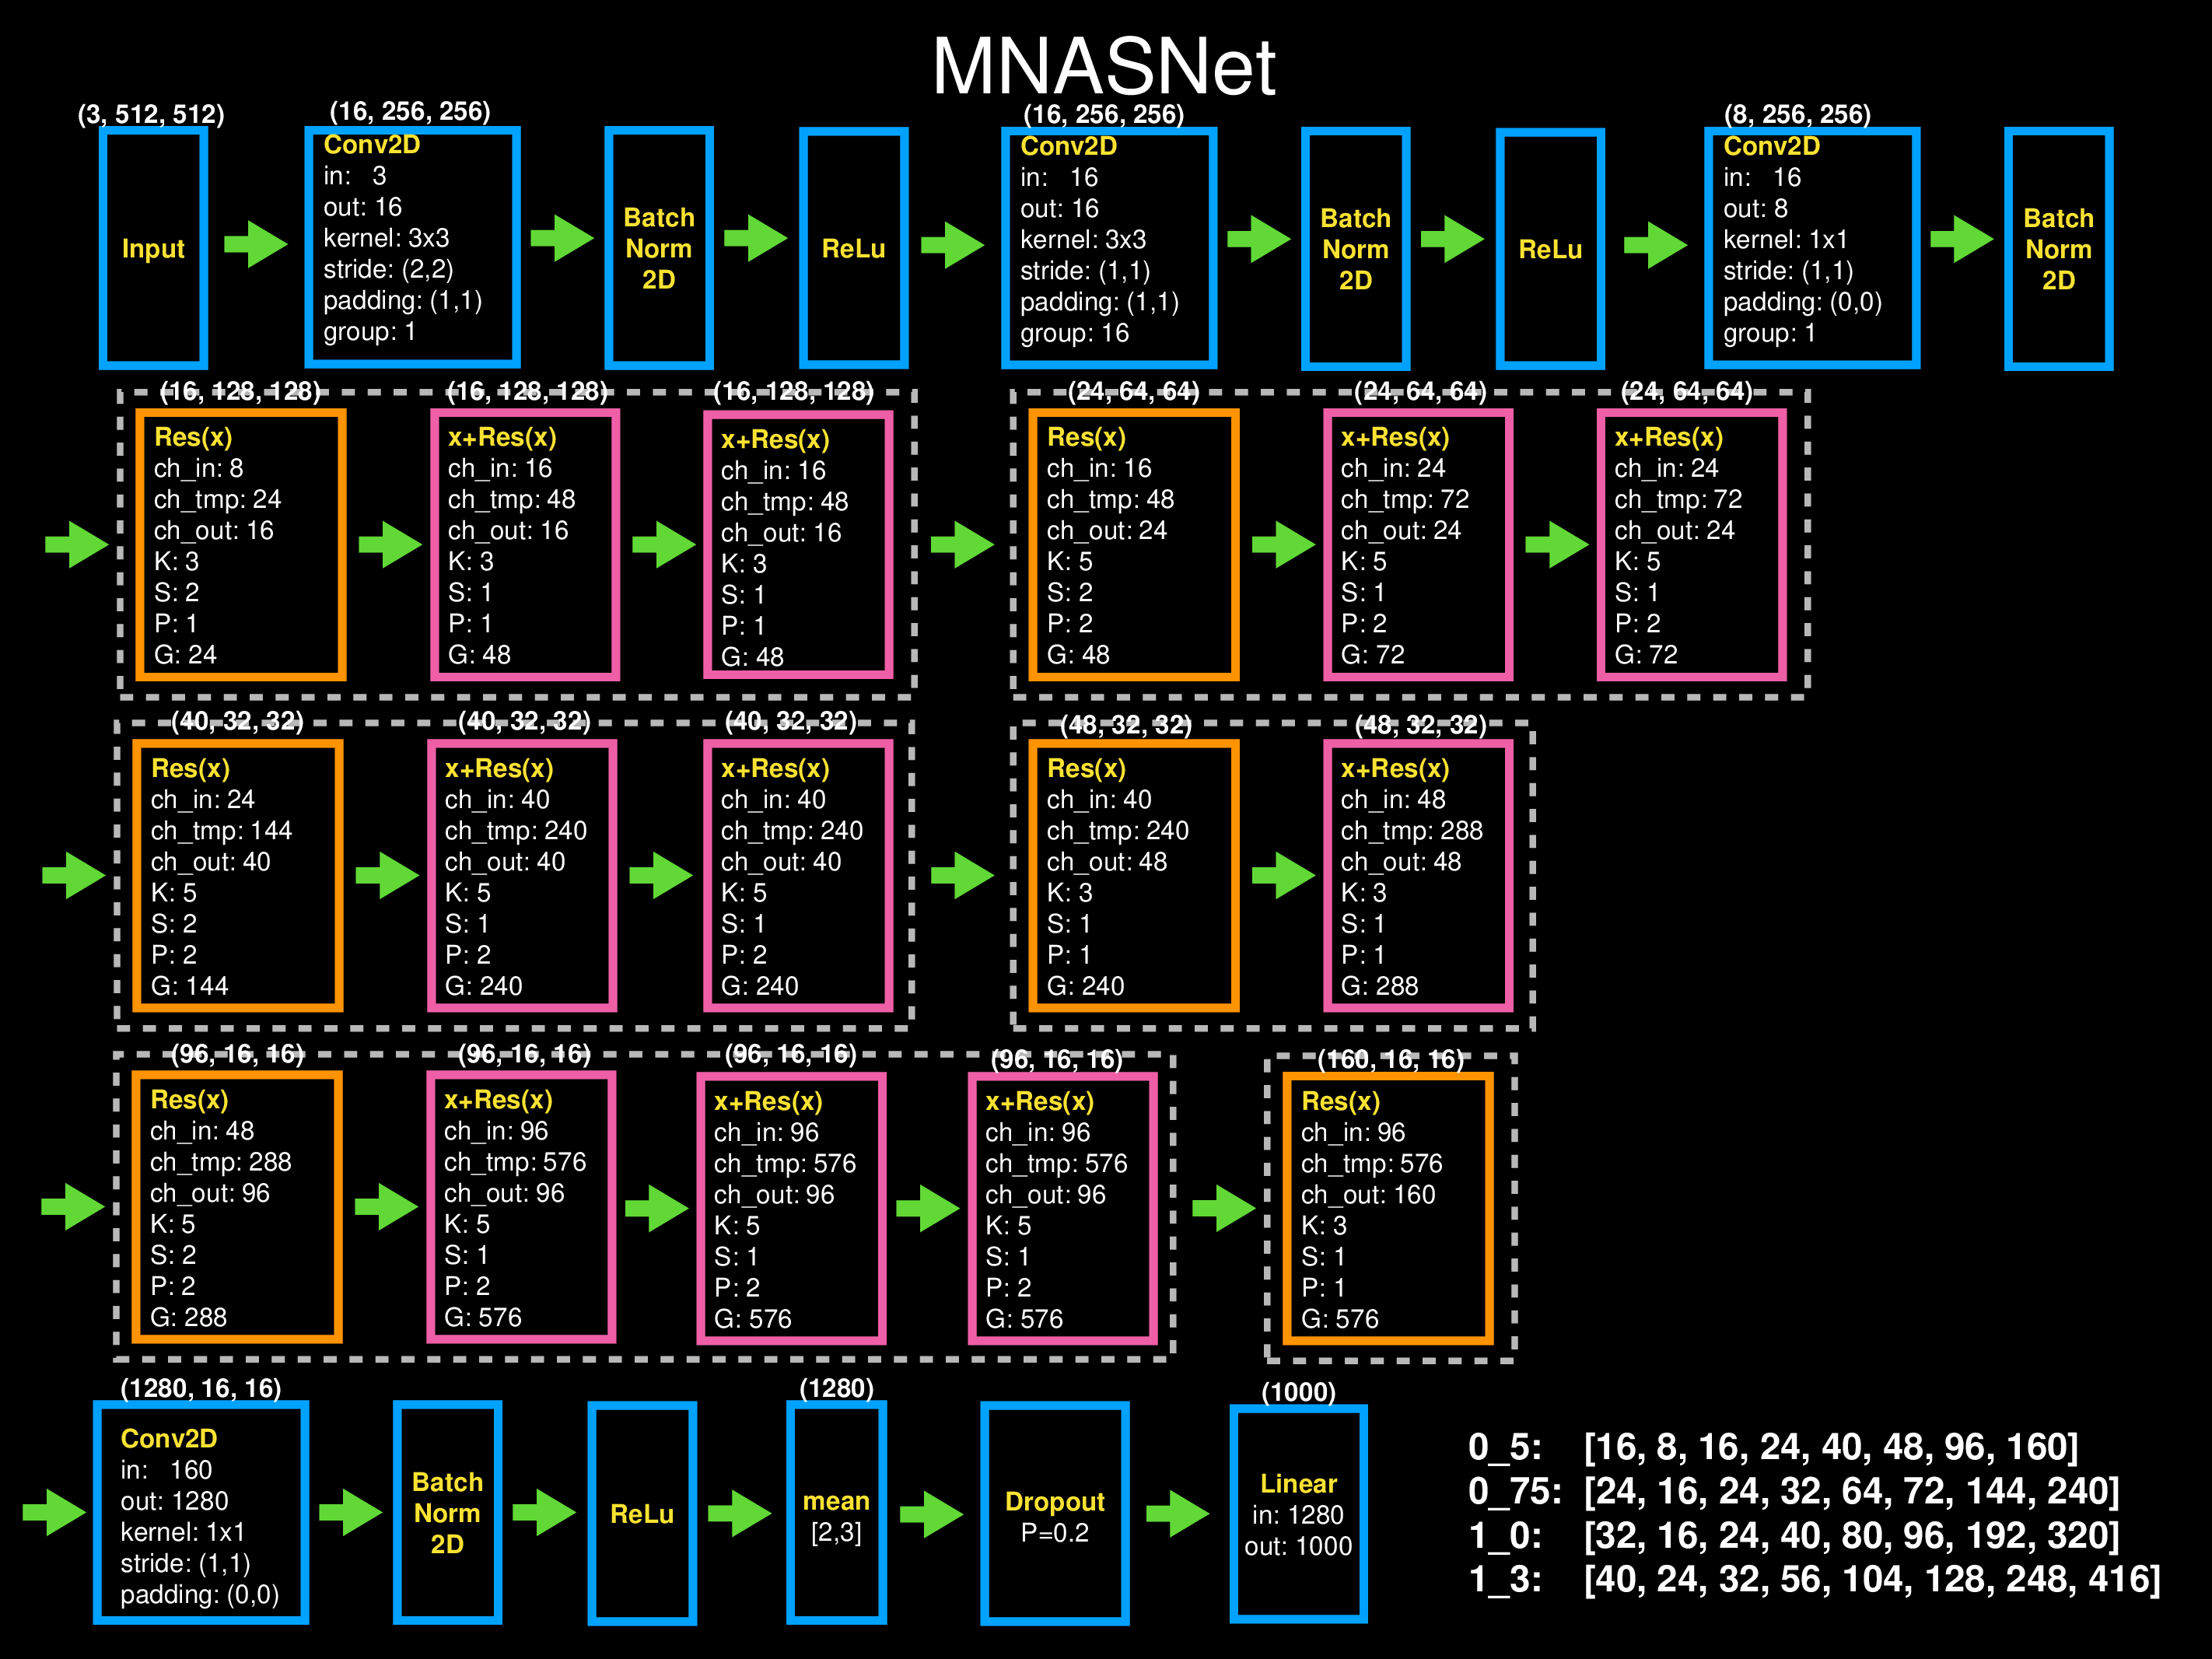 MNASNet
(3, 512, 512)
Input
(16, 256, 256)
Conv2D
in: 3
out: 16
kernel: 3x3
stride: (2,2)
padding: (1,1)
group: 1
Batch
Norm
2D
ReLu
(16, 256, 256)
Conv2D
in: 16
out: 16
kernel: 3x3
stride: (1,1)
padding: (1,1)
group: 16
Batch
Norm
2D
ReLu
(8, 256, 256)
Conv2D
in: 16
out: 8
kernel: 1x1
stride: (1,1)
padding: (0,0)
group: 1
Batch
Norm
2D
(16, 128, 128)
Res(x)
ch_in: 8
ch_tmp: 24
ch_out: 16
K: 3
S: 2
P: 1
G: 24
(16, 128, 128)
x+Res(x)
ch_in: 16
ch_tmp: 48
ch_out: 16
K: 3
S: 1
P: 1
G: 48
(16, 128, 128)
x+Res(x)
ch_in: 16
ch_tmp: 48
ch_out: 16
K: 3
S: 1
P: 1
G: 48
(24, 64, 64)
Res(x)
ch_in: 16
ch_tmp: 48
ch_out: 24
K: 5
S: 2
P: 2
G: 48
(24, 64, 64)
x+Res(x)
ch_in: 24
ch_tmp: 72
ch_out: 24
K: 5
S: 1
P: 2
G: 72
(24, 64, 64)
x+Res(x)
ch_in: 24
ch_tmp: 72
ch_out: 24
K: 5
S: 1
P: 2
G: 72
(40, 32, 32)
Res(x)
ch_in: 24
ch_tmp: 144
ch_out: 40
K: 5
S: 2
P: 2
G: 144
(40, 32, 32)
x+Res(x)
ch_in: 40
ch_tmp: 240
ch_out: 40
K: 5
S: 1
P: 2
G: 240
(40, 32, 32)
x+Res(x)
ch_in: 40
ch_tmp: 240
ch_out: 40
K: 5
S: 1
P: 2
G: 240
(48, 32, 32)
Res(x)
ch_in: 40
ch_tmp: 240
ch_out: 48
K: 3
S: 1
P: 1
G: 240
(48, 32, 32)
x+Res(x)
ch_in: 48
ch_tmp: 288
ch_out: 48
K: 3
S: 1
P: 1
G: 288
(96, 16, 16)
Res(x)
ch_in: 48
ch_tmp: 288
ch_out: 96
K: 5
S: 2
P: 2
G: 288
(96, 16, 16)
x+Res(x)
ch_in: 96
ch_tmp: 576
ch_out: 96
K: 5
S: 1
P: 2
G: 576
(96, 16, 16)
x+Res(x)
ch_in: 96
ch_tmp: 576
ch_out: 96
K: 5
S: 1
P: 2
G: 576
(96, 16, 16)
x+Res(x)
ch_in: 96
ch_tmp: 576
ch_out: 96
K: 5
S: 1
P: 2
G: 576
(160, 16, 16)
Res(x)
ch_in: 96
ch_tmp: 576
ch_out: 160
K: 3
S: 1
P: 1
G: 576
(1280, 16, 16)
Conv2D
in: 160
out: 1280
kernel: 1x1
stride: (1,1)
padding: (0,0)
Batch
Norm
2D
ReLu
(1280)
mean
[2,3]
Dropout
P=0.2
(1000)
Linear
in: 1280
out: 1000
0_5: [16, 8, 16, 24, 40, 48, 96, 160]
0_75: [24, 16, 24, 32, 64, 72, 144, 240]
1_0: [32, 16, 24, 40, 80, 96, 192, 320]
1_3: [40, 24, 32, 56, 104, 128, 248, 416]